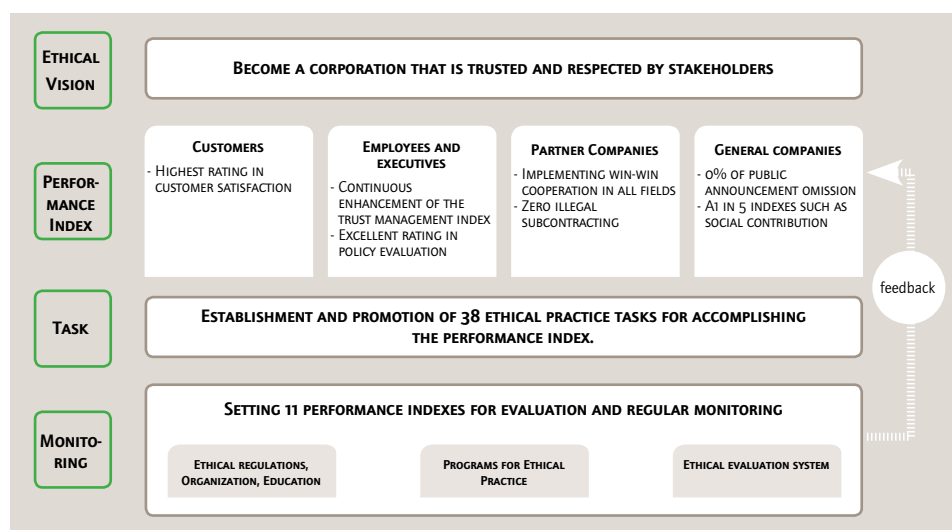 Ethical
Vision
Become a corporation that is trusted and respected by stakeholders
Perfor-
mance
Index
Customers
- Highest rating in
customer satisfaction
Employees and
executives
- Continuous
enhancement of the
trust management index
- Excellent rating in
policy evaluation
Partner Companies
- Implementing win-win
cooperation in all fields
- Zero illegal
subcontracting
General companies
- 0% of public
announcement omission
- A1 in 5 indexes such as
social contribution
feedback
Task
Establishment and promotion of 38 ethical practice tasks for accomplishing
the performance index.
Monito-
ring
Setting 11 performance indexes for evaluation and regular monitoring
Ethical regulations,
Organization, Education
Programs for Ethical
Practice
Ethical evaluation system